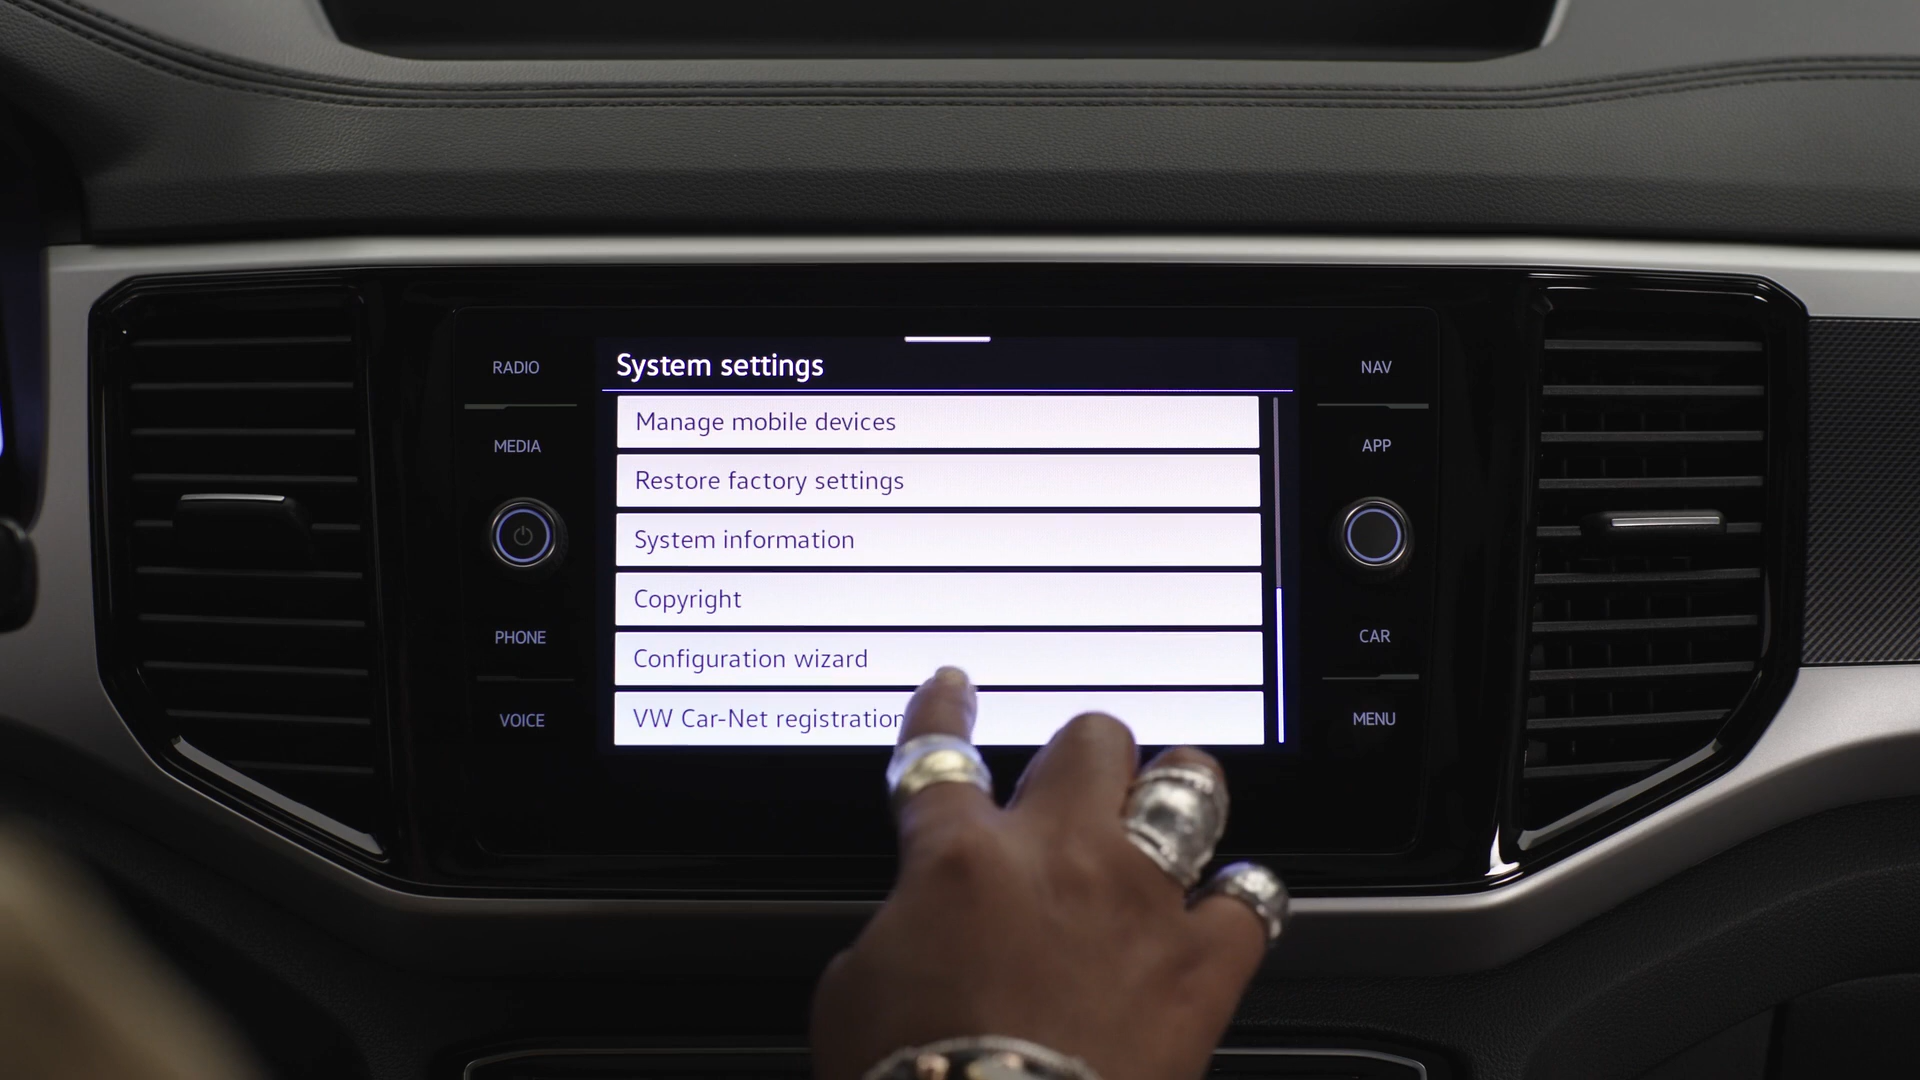 System settings
RADIO
NAV
Manage mobile devices
MEDIA
APP
Restore factory settings
System information
Copyright
PHONE
CAR
Configuration wizard
VOICE
VW Car-Net registration
MENU